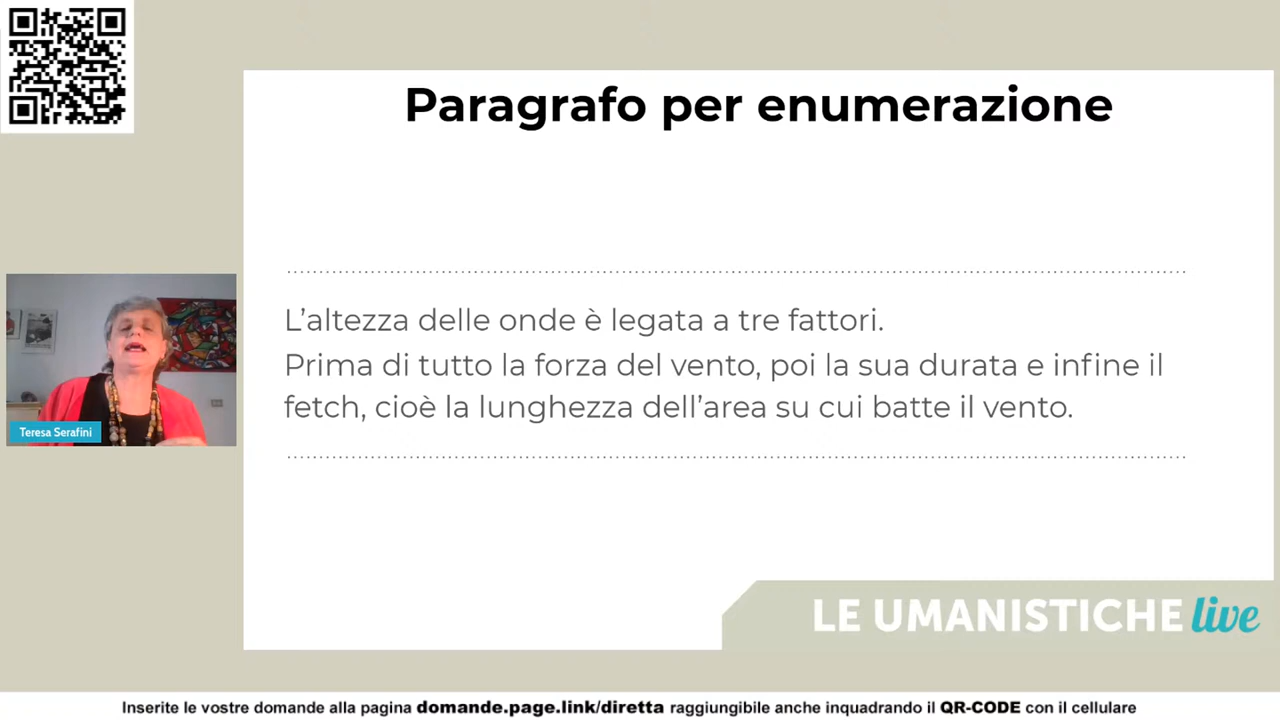 Paragrafo per enumerazione
L’altezza delle onde è legata a tre fattori.
Prima di tutto la forza del vento, poi la sua durata e infine il
fetch, cioè la lunghezza dell’area su cui batte il vento.
Teresa Serafini
LE UMANISTICHE live
Inserite le vostre domande alla pagina domande.page.link/diretta raggiungibile anche inquadrando il QR-CODE con il cellulare